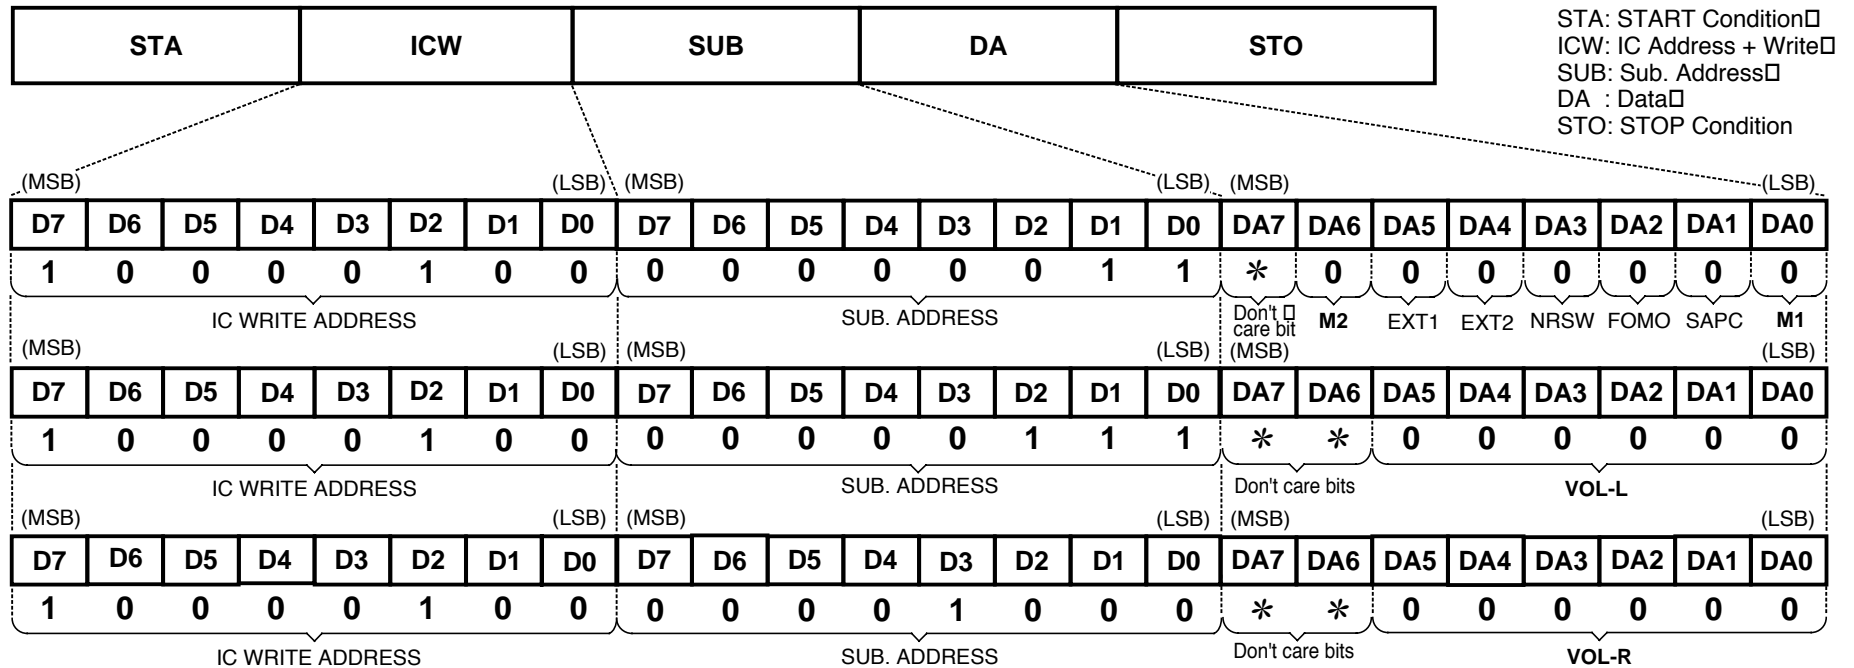 STA ICW SUB DA STO
STA: START Condition□
ICW: IC Address + Write□
SUB: Sub. Address□
DA : Data□
STO: STOP Condition
(MSB) (LSB) (MSB) (LSB) (MSB) (LSB)
D7 D6 D5 D4 D3 D2 D1 D0 D7 D6 D5 D4 D3 D2 D1 D0 DA7 DA6 DA5 DA4 DA3 DA2 DA1 DA0
1 0 0 0 0 1 0 0 0 0 0 0 0 0 1 1 * 0 0 0 0 0 0 0
IC WRITE ADDRESS SUB. ADDRESS Don't □ care bit M2 EXT1 EXT2 NRSW FOMO SAPC M1
(MSB) (LSB) (MSB) (LSB) (MSB) (LSB)
D7 D6 D5 D4 D3 D2 D1 D0 D7 D6 D5 D4 D3 D2 D1 D0 DA7 DA6 DA5 DA4 DA3 DA2 DA1 DA0
1 0 0 0 0 1 0 0 0 0 0 0 0 1 1 1 * * 0 0 0 0 0 0
IC WRITE ADDRESS SUB. ADDRESS Don't care bits VOL-L
(MSB) (LSB) (MSB) (LSB) (MSB) (LSB)
D7 D6 D5 D4 D3 D2 D1 D0 D7 D6 D5 D4 D3 D2 D1 D0 DA7 DA6 DA5 DA4 DA3 DA2 DA1 DA0
1 0 0 0 0 1 0 0 0 0 0 0 1 0 0 0 * * 0 0 0 0 0 0
IC WRITE ADDRESS SUB. ADDRESS Don't care bits VOL-R